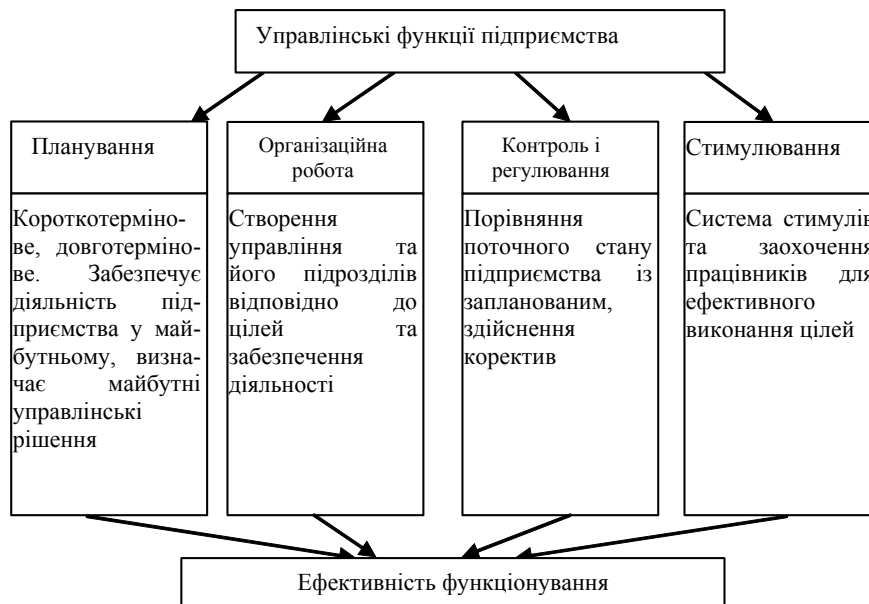 Управлінські функції підприємства
Планування
Короткотерміно-
ве, довготерміно-
ве. Забезпечує
діяльність під-
приємства у май-
бутньому, визна-
чає майбутні
управлінські
рішення
Організаційна
робота
Створення
управління та
його підрозділів
відповідно до
цілей та
забезпечення
діяльності
Контроль і
регулювання
Порівняння
поточного стану
підприємства із
запланованим,
здійснення
коректив
Стимулювання
Система стимулів
та заохочення
працівників для
ефективного
виконання цілей
Ефективність функціонування